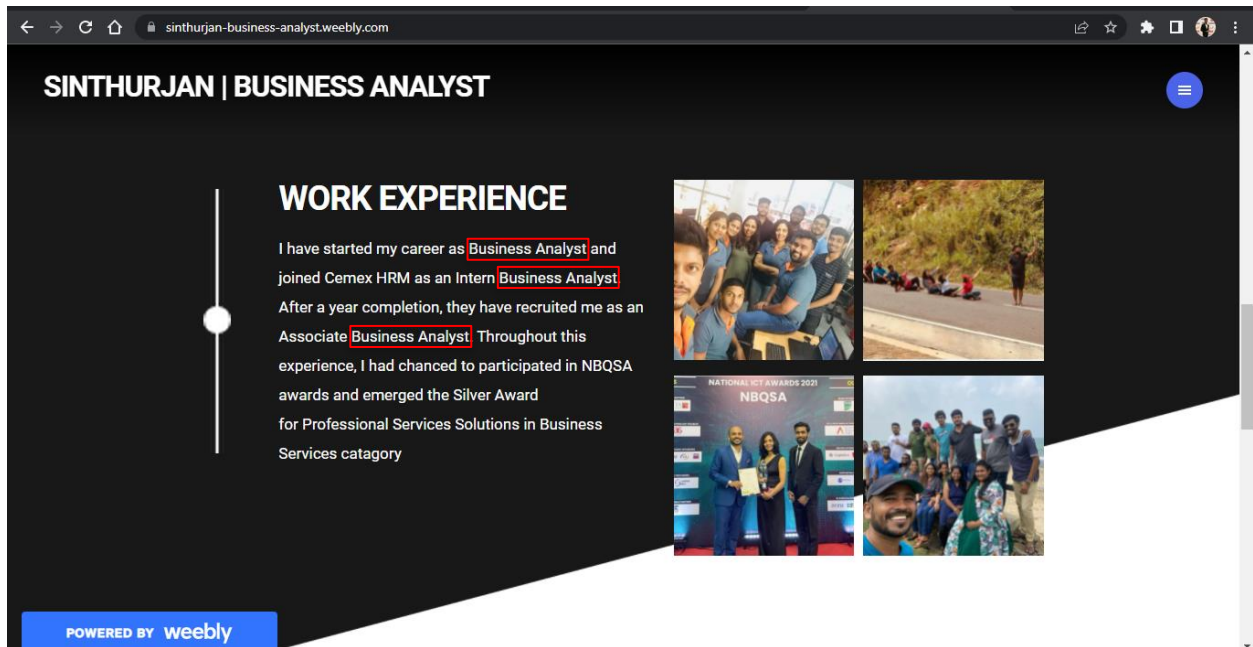 sinthurjan-business-analyst.weebly.com
SINTHURJAN | BUSINESS ANALYST
WORK EXPERIENCE
I have started my career as Business Analyst and
joined Cemex HRM as an Intern Business Analyst.
After a year completion, they have recruited me as an
Associate Business Analyst. Throughout this
experience, I had chanced to participated in NBQSA
awards and emerged the Silver Award
for Professional Services Solutions in Business
Services catagory
NATIONAL ICT AWARDS 2021
NBQSA
POWERED BY weebly